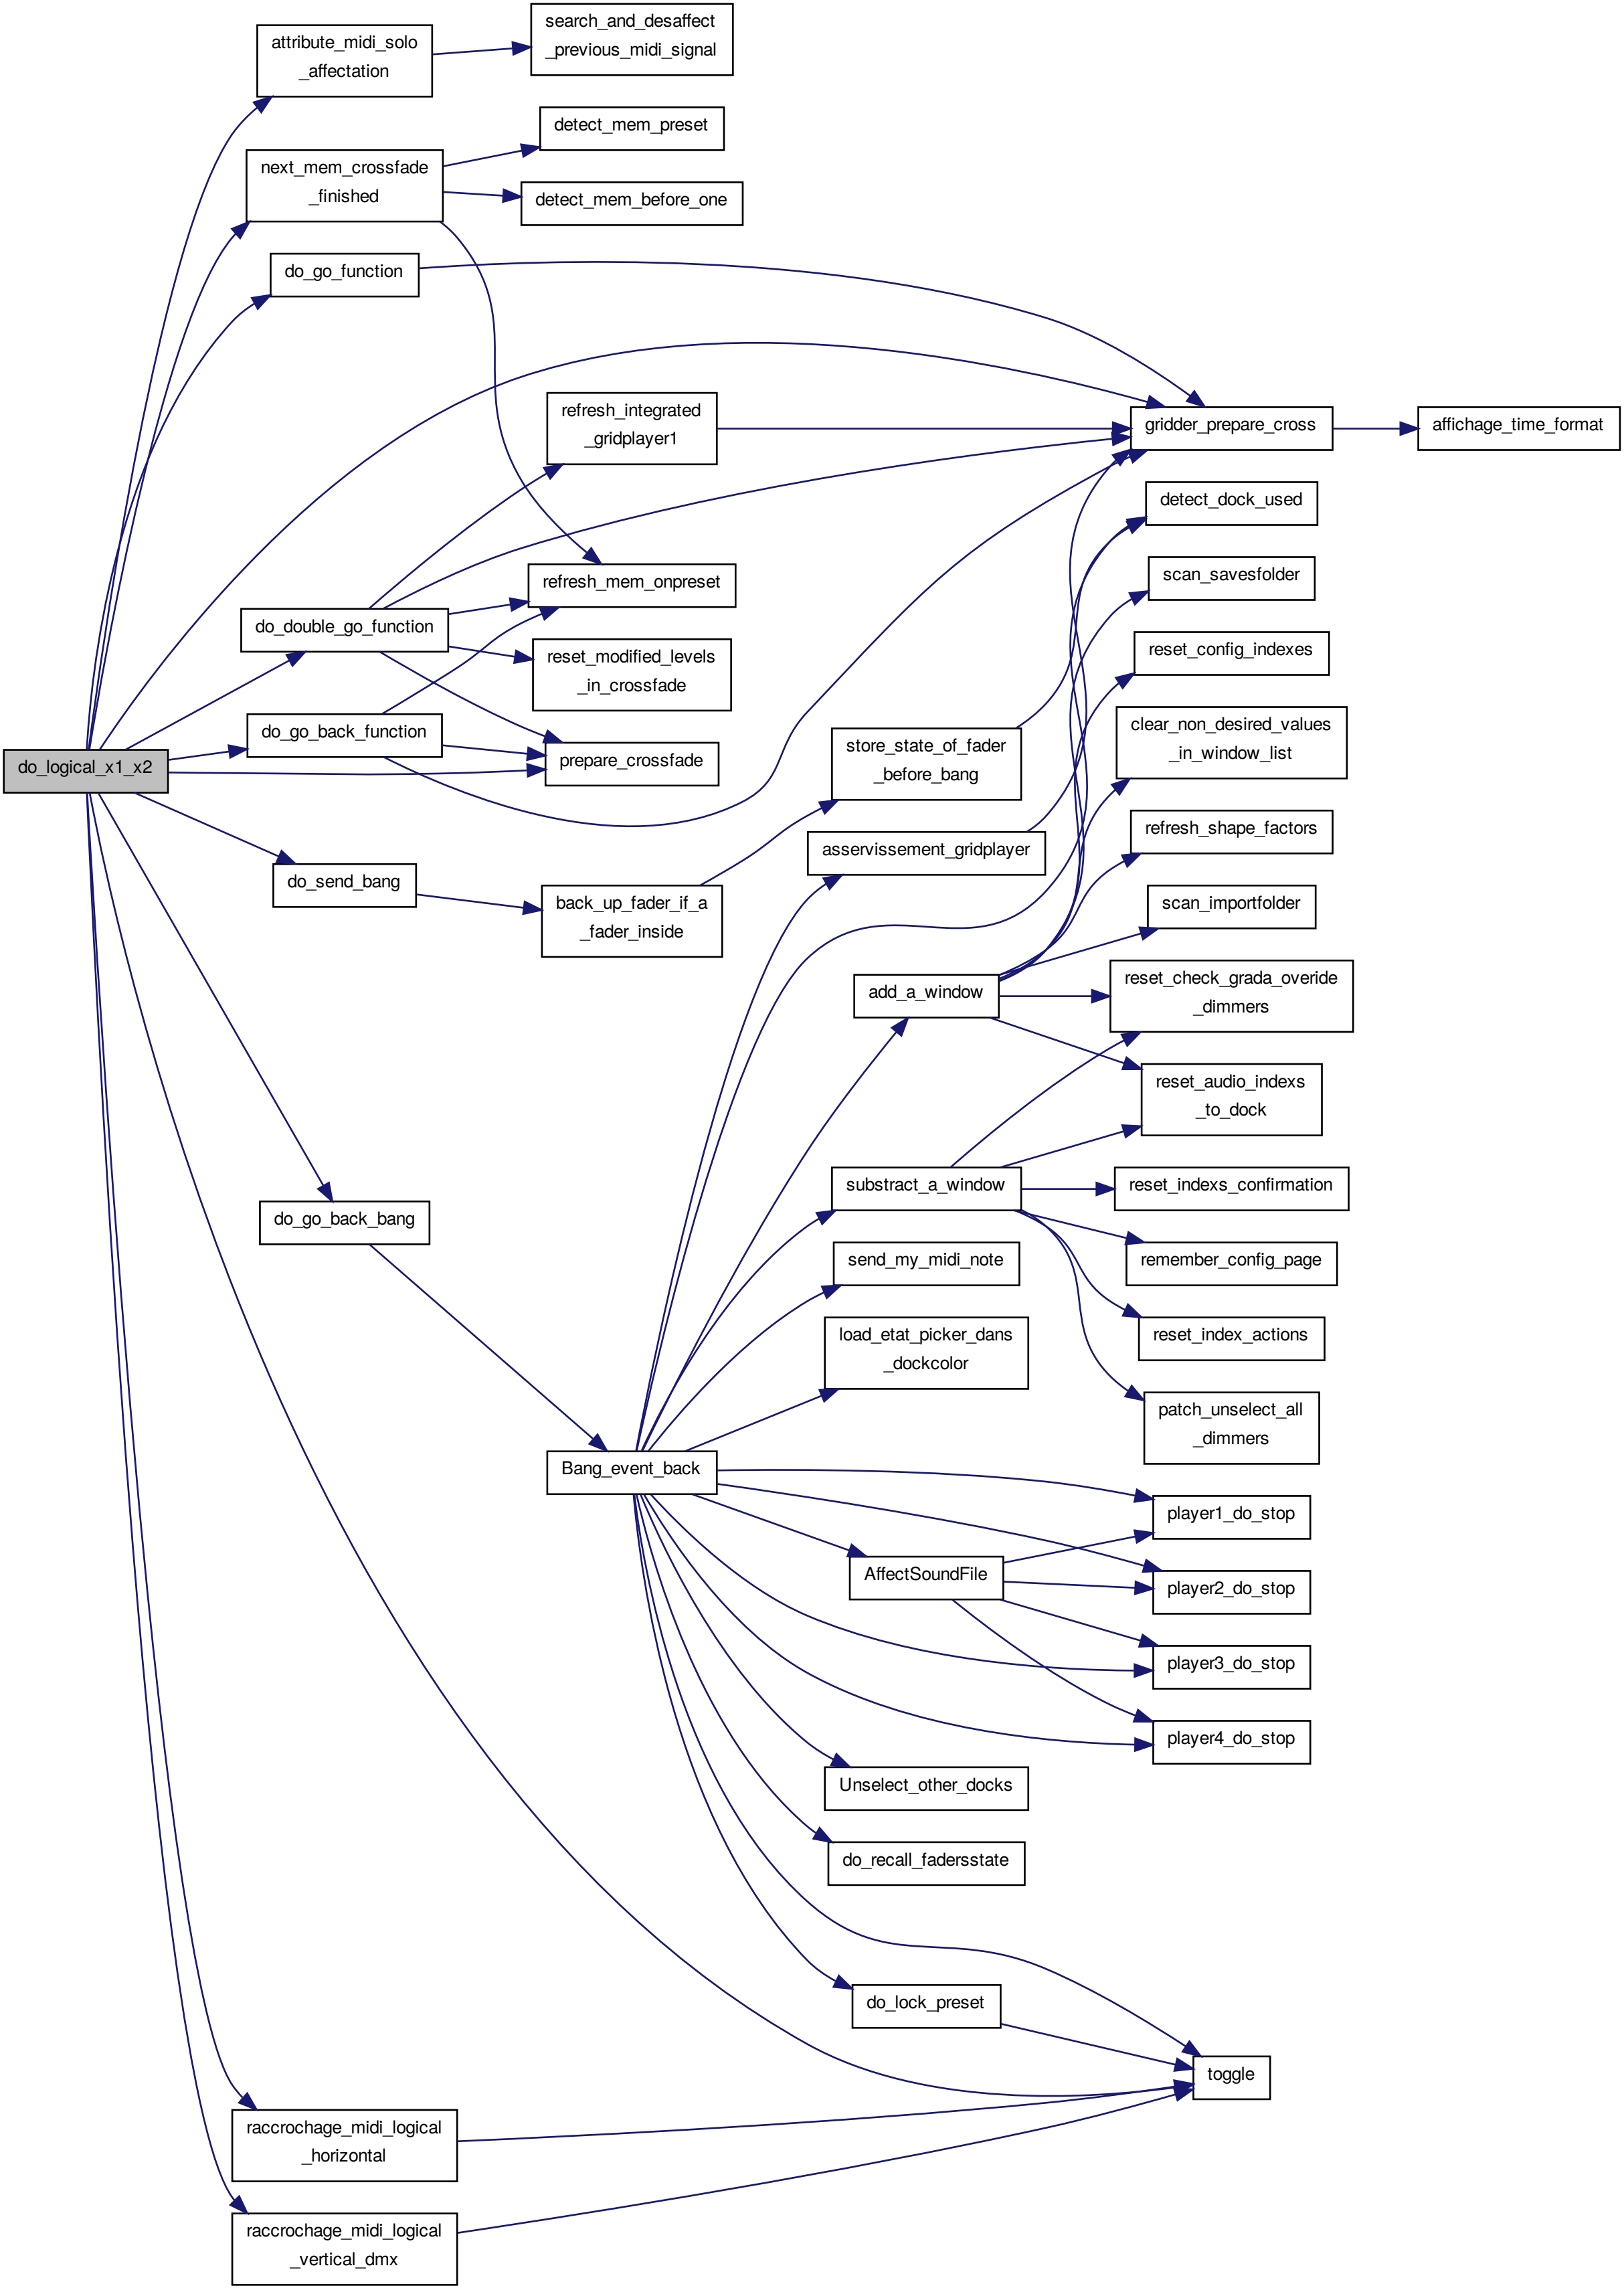 attribute_midi_solo
_affectation
search_and_desaffect
_previous_midi_signal
detect_mem_preset
next_mem_crossfade
_finished
detect_mem_before_one
do_go_function
refresh_integrated
_gridplayer1
gridder_prepare_cross
affichage_time_format
detect_dock_used
scan_savesfolder
refresh_mem_onpreset
do_double_go_function
reset_config_indexes
reset_modified_levels
_in_crossfade
do_go_back_function
clear_non_desired_values
_in_window_list
do_logical_x1_x2
prepare_crossfade
store_state_of_fader
_before_bang
refresh_shape_factors
asservissement_gridplayer
do_send_bang
back_up_fader_if_a
_fader_inside
scan_importfolder
add_a_window
reset_check_grada_overide
_dimmers
reset_audio_indexs
_to_dock
substract_a_window
reset_indexs_confirmation
do_go_back_bang
send_my_midi_note
remember_config_page
load_etat_picker_dans
_dockcolor
reset_index_actions
patch_unselect_all
_dimmers
Bang_event_back
player1_do_stop
AffectSoundFile
player2_do_stop
player3_do_stop
player4_do_stop
Unselect_other_docks
do_recall_fadersstate
do_lock_preset
toggle
raccrochage_midi_logical
_horizontal
raccrochage_midi_logical
_vertical_dmx